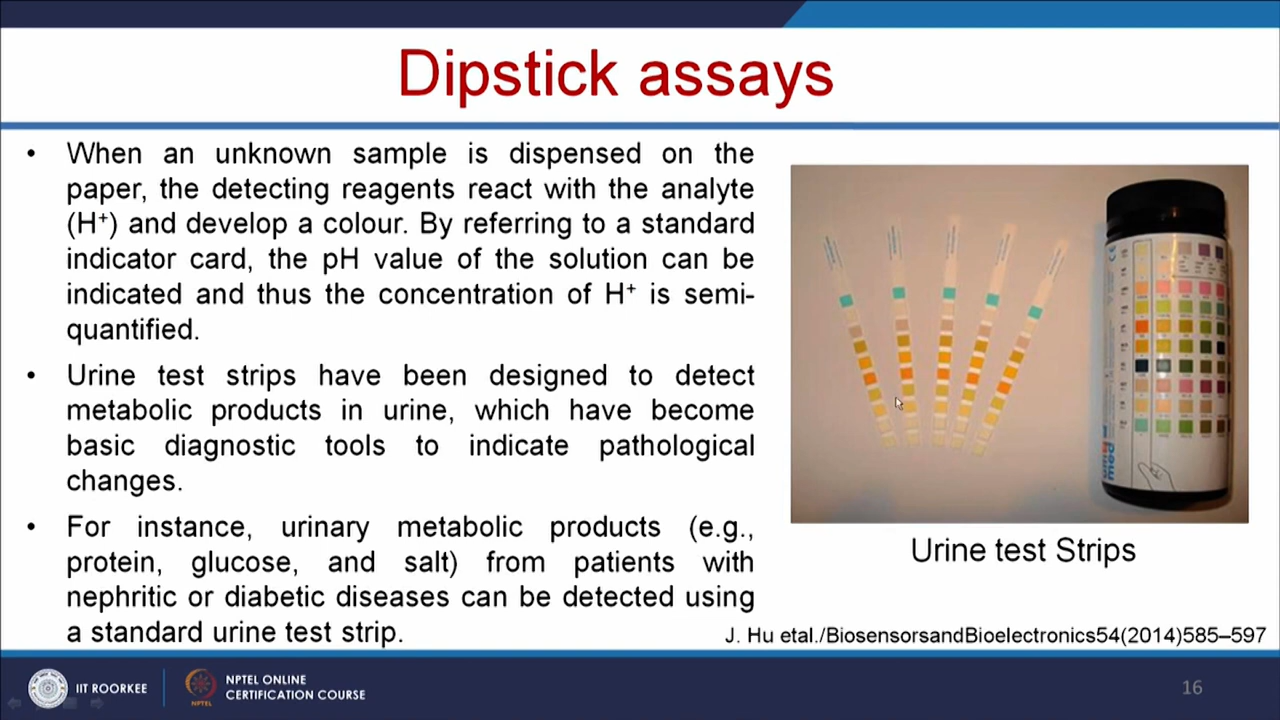 Dipstick assays
• When an unknown sample is dispensed on the
paper, the detecting reagents react with the analyte
(H⁺) and develop a colour. By referring to a standard
indicator card, the pH value of the solution can be
indicated and thus the concentration of H⁺ is semi-
quantified.
• Urine test strips have been designed to detect
metabolic products in urine, which have become
basic diagnostic tools to indicate pathological
changes.
• For instance, urinary metabolic products (e.g.,
protein, glucose, and salt) from patients with
nephritic or diabetic diseases can be detected using
a standard urine test strip.
Urine test Strips
J. Hu etal./BiosensorsandBioelectronics54(2014)585–597
IIT ROORKEE
NPTEL
NPTEL ONLINE
CERTIFICATION COURSE
16